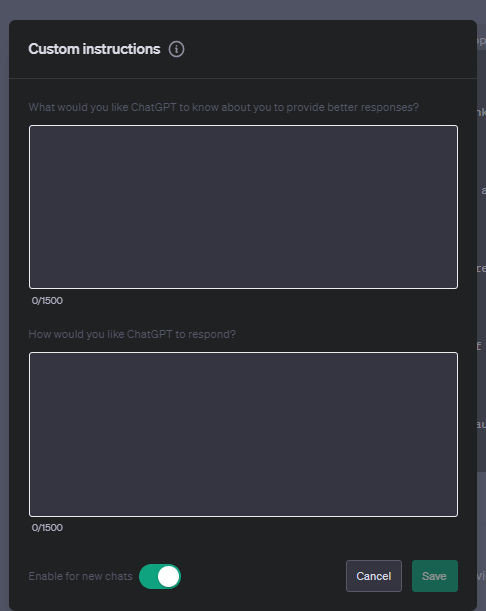 Custom instructions
What would you like ChatGPT to know about you to provide better responses?
0/1500
How would you like ChatGPT to respond?
0/1500
Enable for new chats
Cancel
Save